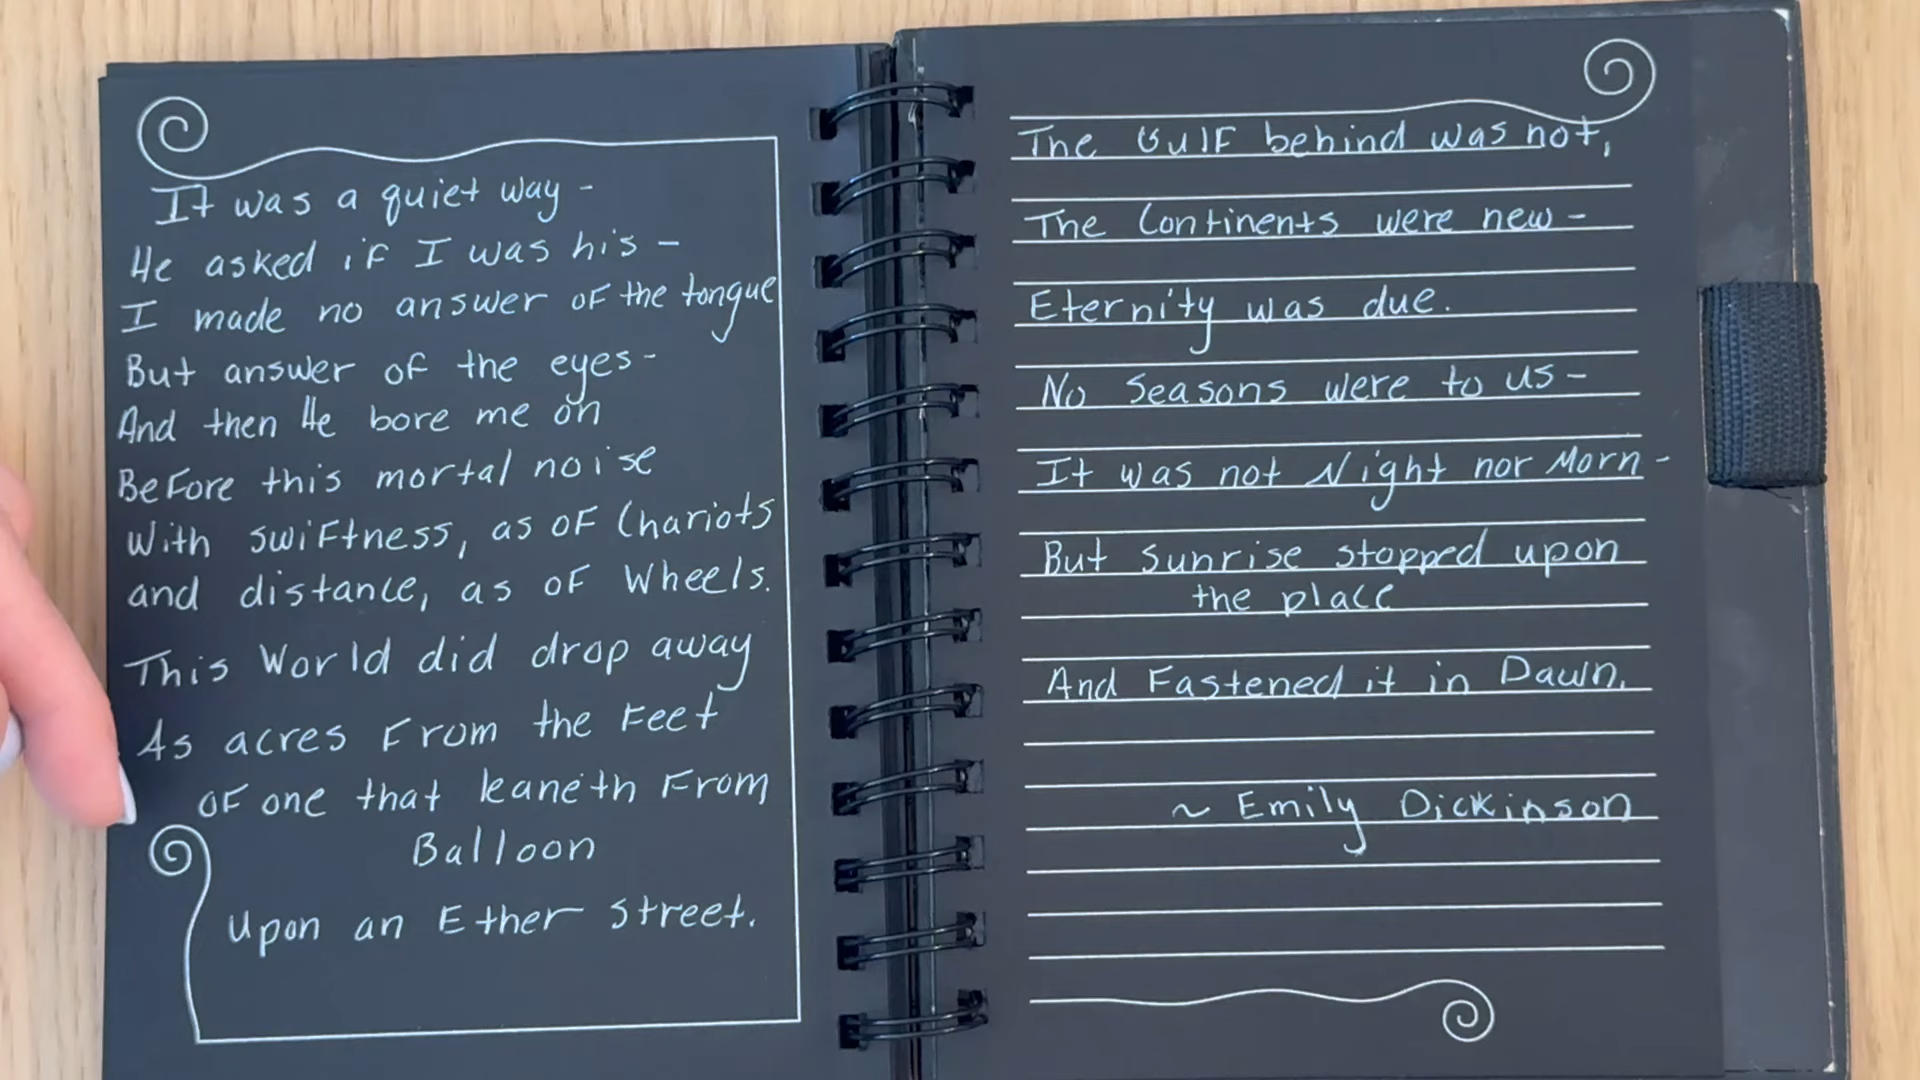 It was a quiet way -
He asked if I was his -
I made no answer of the tongue
But answer of the eyes -
And then He bore me on
Before this mortal noise
With swiftness, as of Chariots
and distance, as of Wheels.
This World did drop away
As acres From the Feet
of one that leaneth From
Balloon
Upon an Ether street.
The Gulf behind was not,
The Continents were new -
Eternity was due.
No Seasons were to us -
It was not Night nor Morn -
But Sunrise stopped upon
the place
And Fastened it in Dawn.
~ Emily Dickinson